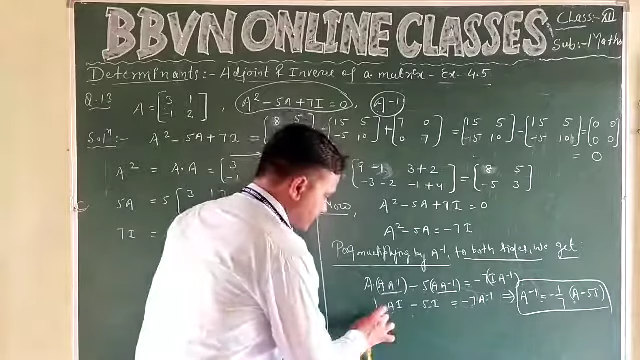 BBVN ONLINE CLASSES
Class:- XII
Sub:- Maths
Determinants:- Adjoint & Inverse of a matrix - Ex- 4.5
Q.13 A = [3 1; -1 2], A² - 5A + 7I = 0, A-1
Solⁿ:- A² - 5A + 7I = [8 5; -5 3] - [15 5; -5 10] + [7 0; 0 7] = [15 5; -5 10] - [15 5; -5 10] = [0 0; 0 0]
= 0
A² = A.A = [3 [9 -1 3+2; -3-2 -1+4] = [8 5; -5 3]
5A = 5 [3
7I =
Now, A² - 5A + 7I = 0
A² - 5A = -7I
Post multiplying by A-1 to both sides, we get
A.(AA-1) - 5(AA-1) = -7(IA-1)
AI - 5I = -7A-1 ⇒ A-1 = -1/7 (A-5I)